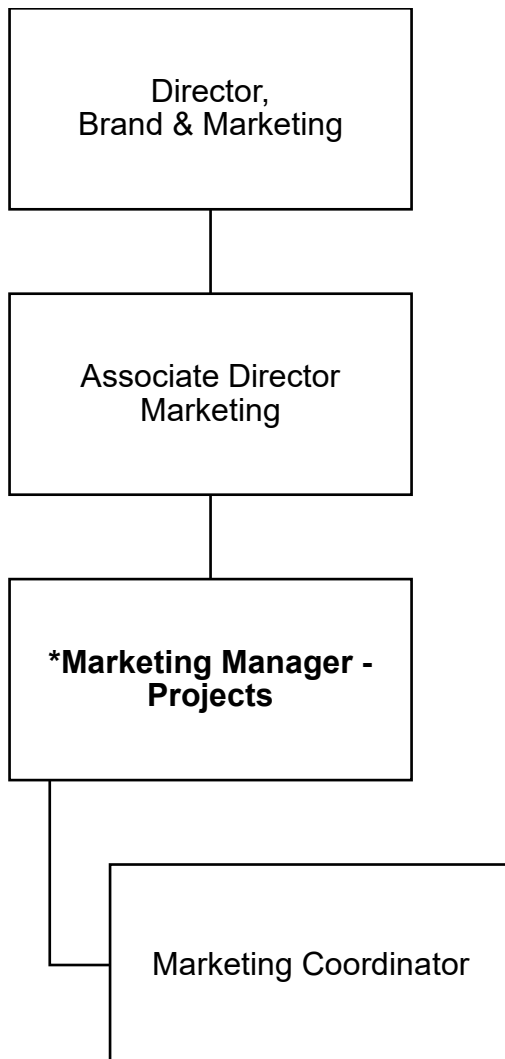 Director,
Brand & Marketing
Associate Director
Marketing
*Marketing Manager -
Projects
Marketing Coordinator